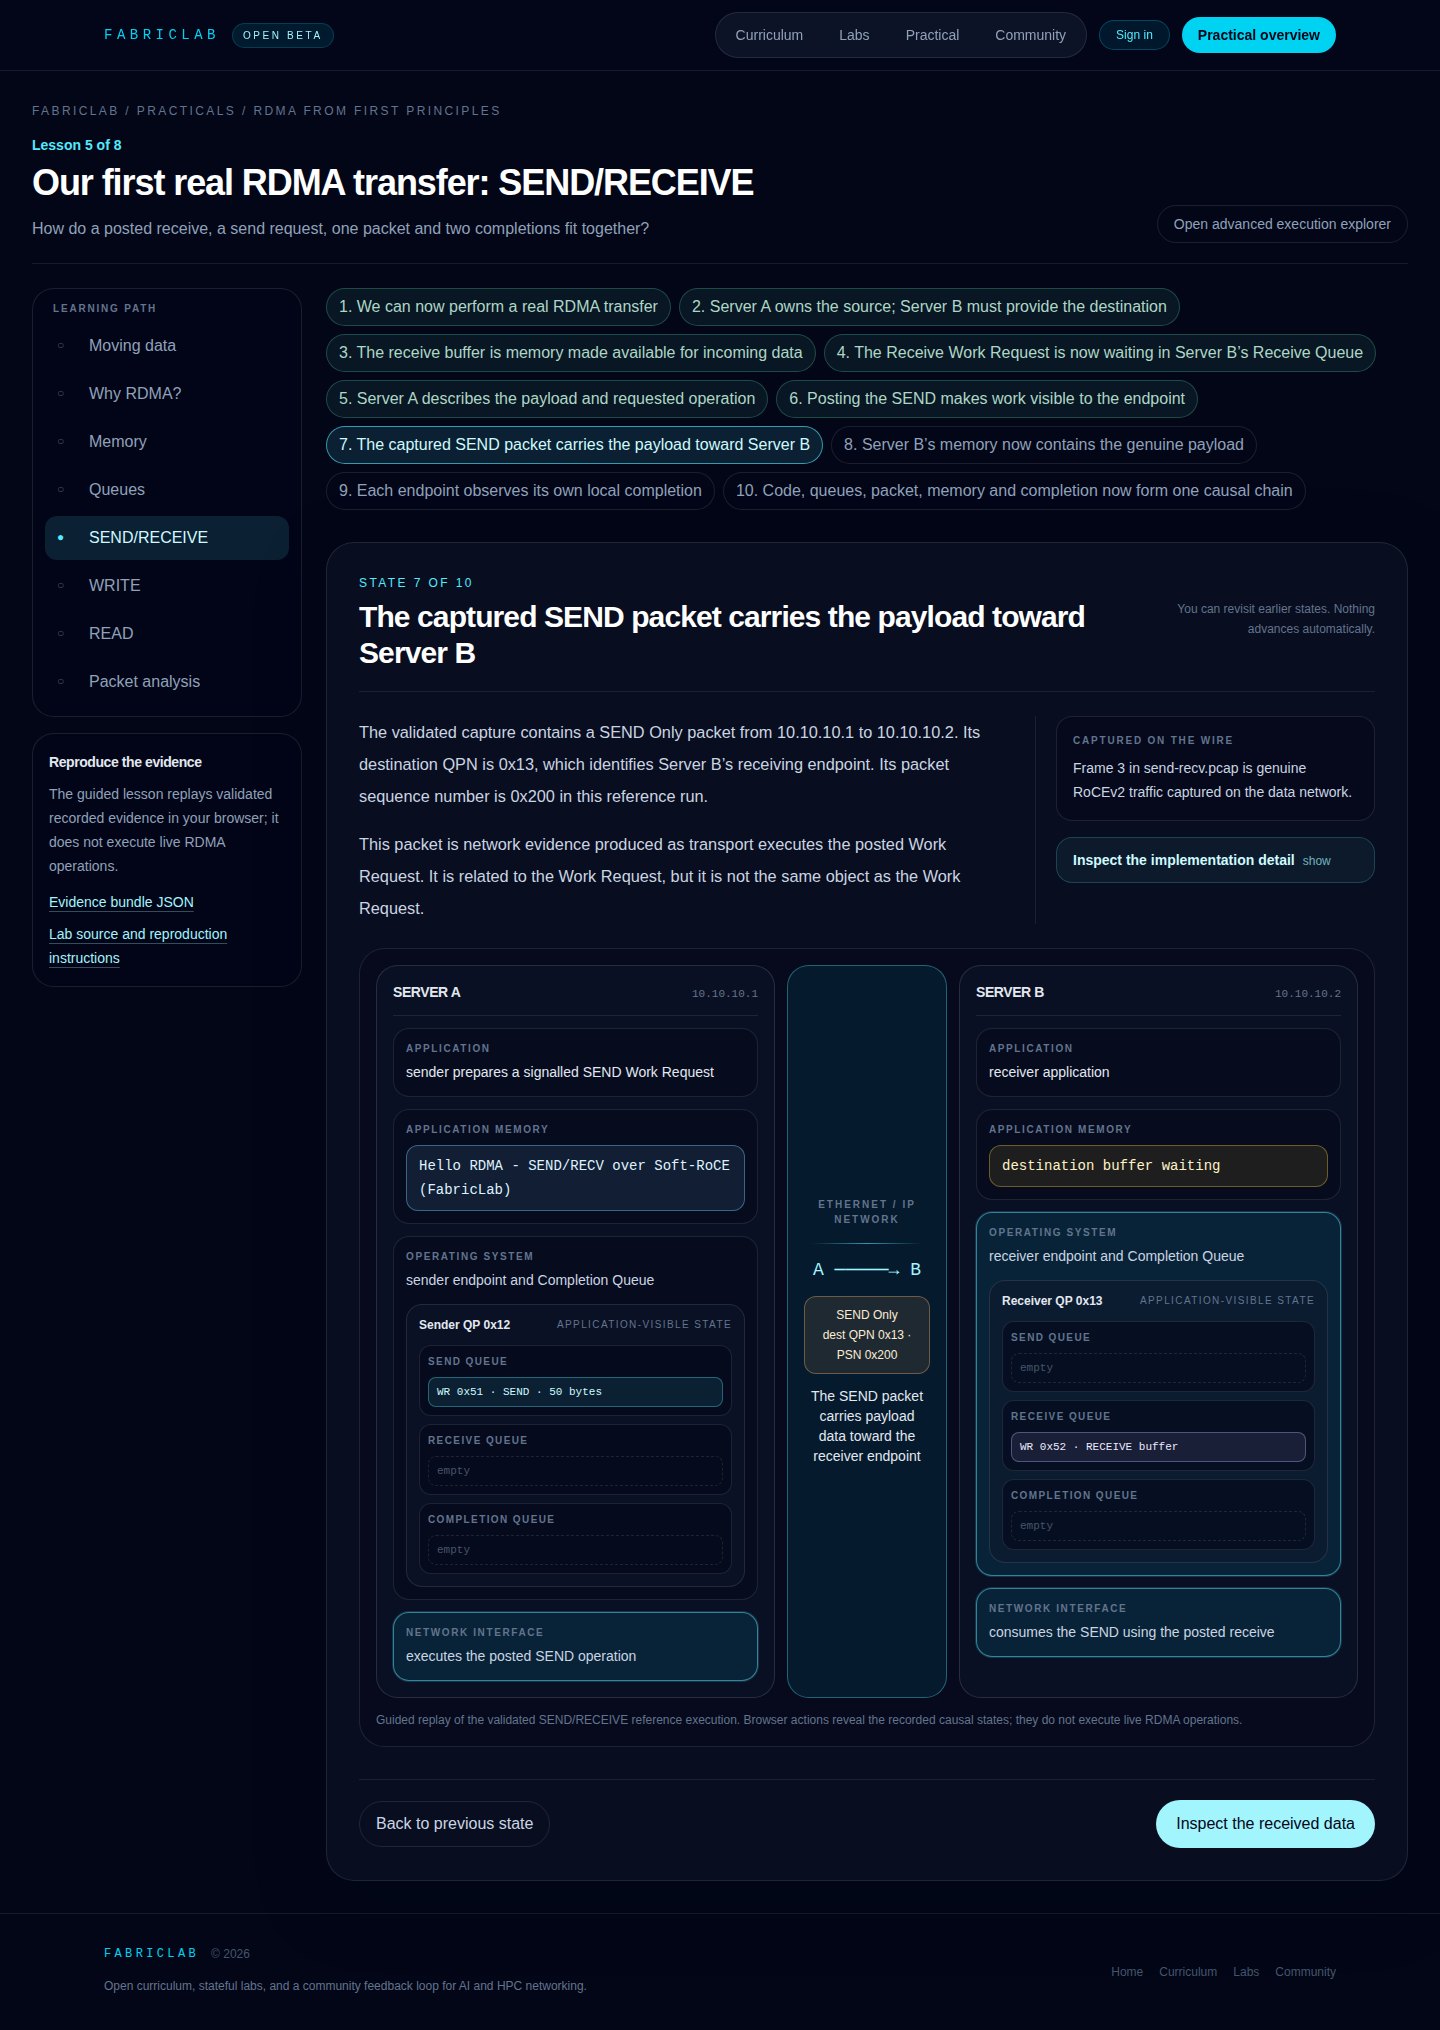 FABRICLAB OPEN BETA Curriculum Labs Practical Community Sign in Practical overview
FABRICLAB / PRACTICALS / RDMA FROM FIRST PRINCIPLES
Lesson 5 of 8
Our first real RDMA transfer: SEND/RECEIVE
How do a posted receive, a send request, one packet and two completions fit together?
Open advanced execution explorer
LEARNING PATH
Moving data
Why RDMA?
Memory
Queues
SEND/RECEIVE
WRITE
READ
Packet analysis
Reproduce the evidence
The guided lesson replays validated
recorded evidence in your browser; it
does not execute live RDMA
operations.
Evidence bundle JSON
Lab source and reproduction
instructions
1. We can now perform a real RDMA transfer
2. Server A owns the source; Server B must provide the destination
3. The receive buffer is memory made available for incoming data
4. The Receive Work Request is now waiting in Server B’s Receive Queue
5. Server A describes the payload and requested operation
6. Posting the SEND makes work visible to the endpoint
7. The captured SEND packet carries the payload toward Server B
8. Server B’s memory now contains the genuine payload
9. Each endpoint observes its own local completion
10. Code, queues, packet, memory and completion now form one causal chain
STATE 7 OF 10
The captured SEND packet carries the payload toward
Server B
You can revisit earlier states. Nothing
advances automatically.
The validated capture contains a SEND Only packet from 10.10.10.1 to 10.10.10.2. Its
destination QPN is 0x13, which identifies Server B’s receiving endpoint. Its packet
sequence number is 0x200 in this reference run.
This packet is network evidence produced as transport executes the posted Work
Request. It is related to the Work Request, but it is not the same object as the Work
Request.
CAPTURED ON THE WIRE
Frame 3 in send-recv.pcap is genuine
RoCEv2 traffic captured on the data network.
Inspect the implementation detail show
SERVER A 10.10.10.1
APPLICATION
sender prepares a signalled SEND Work Request
APPLICATION MEMORY
Hello RDMA - SEND/RECV over Soft-RoCE
(FabricLab)
OPERATING SYSTEM
sender endpoint and Completion Queue
Sender QP 0x12 APPLICATION-VISIBLE STATE
SEND QUEUE
WR 0x51 · SEND · 50 bytes
RECEIVE QUEUE
empty
COMPLETION QUEUE
empty
NETWORK INTERFACE
executes the posted SEND operation
ETHERNET / IP
NETWORK
A ⟶ B
SEND Only
dest QPN 0x13 ·
PSN 0x200
The SEND packet
carries payload
data toward the
receiver endpoint
SERVER B 10.10.10.2
APPLICATION
receiver application
APPLICATION MEMORY
destination buffer waiting
OPERATING SYSTEM
receiver endpoint and Completion Queue
Receiver QP 0x13 APPLICATION-VISIBLE STATE
SEND QUEUE
empty
RECEIVE QUEUE
WR 0x52 · RECEIVE buffer
COMPLETION QUEUE
empty
NETWORK INTERFACE
consumes the SEND using the posted receive
Guided replay of the validated SEND/RECEIVE reference execution. Browser actions reveal the recorded causal states; they do not execute live RDMA operations.
Back to previous state
Inspect the received data
FABRICLAB © 2026
Open curriculum, stateful labs, and a community feedback loop for AI and HPC networking.
Home Curriculum Labs Community